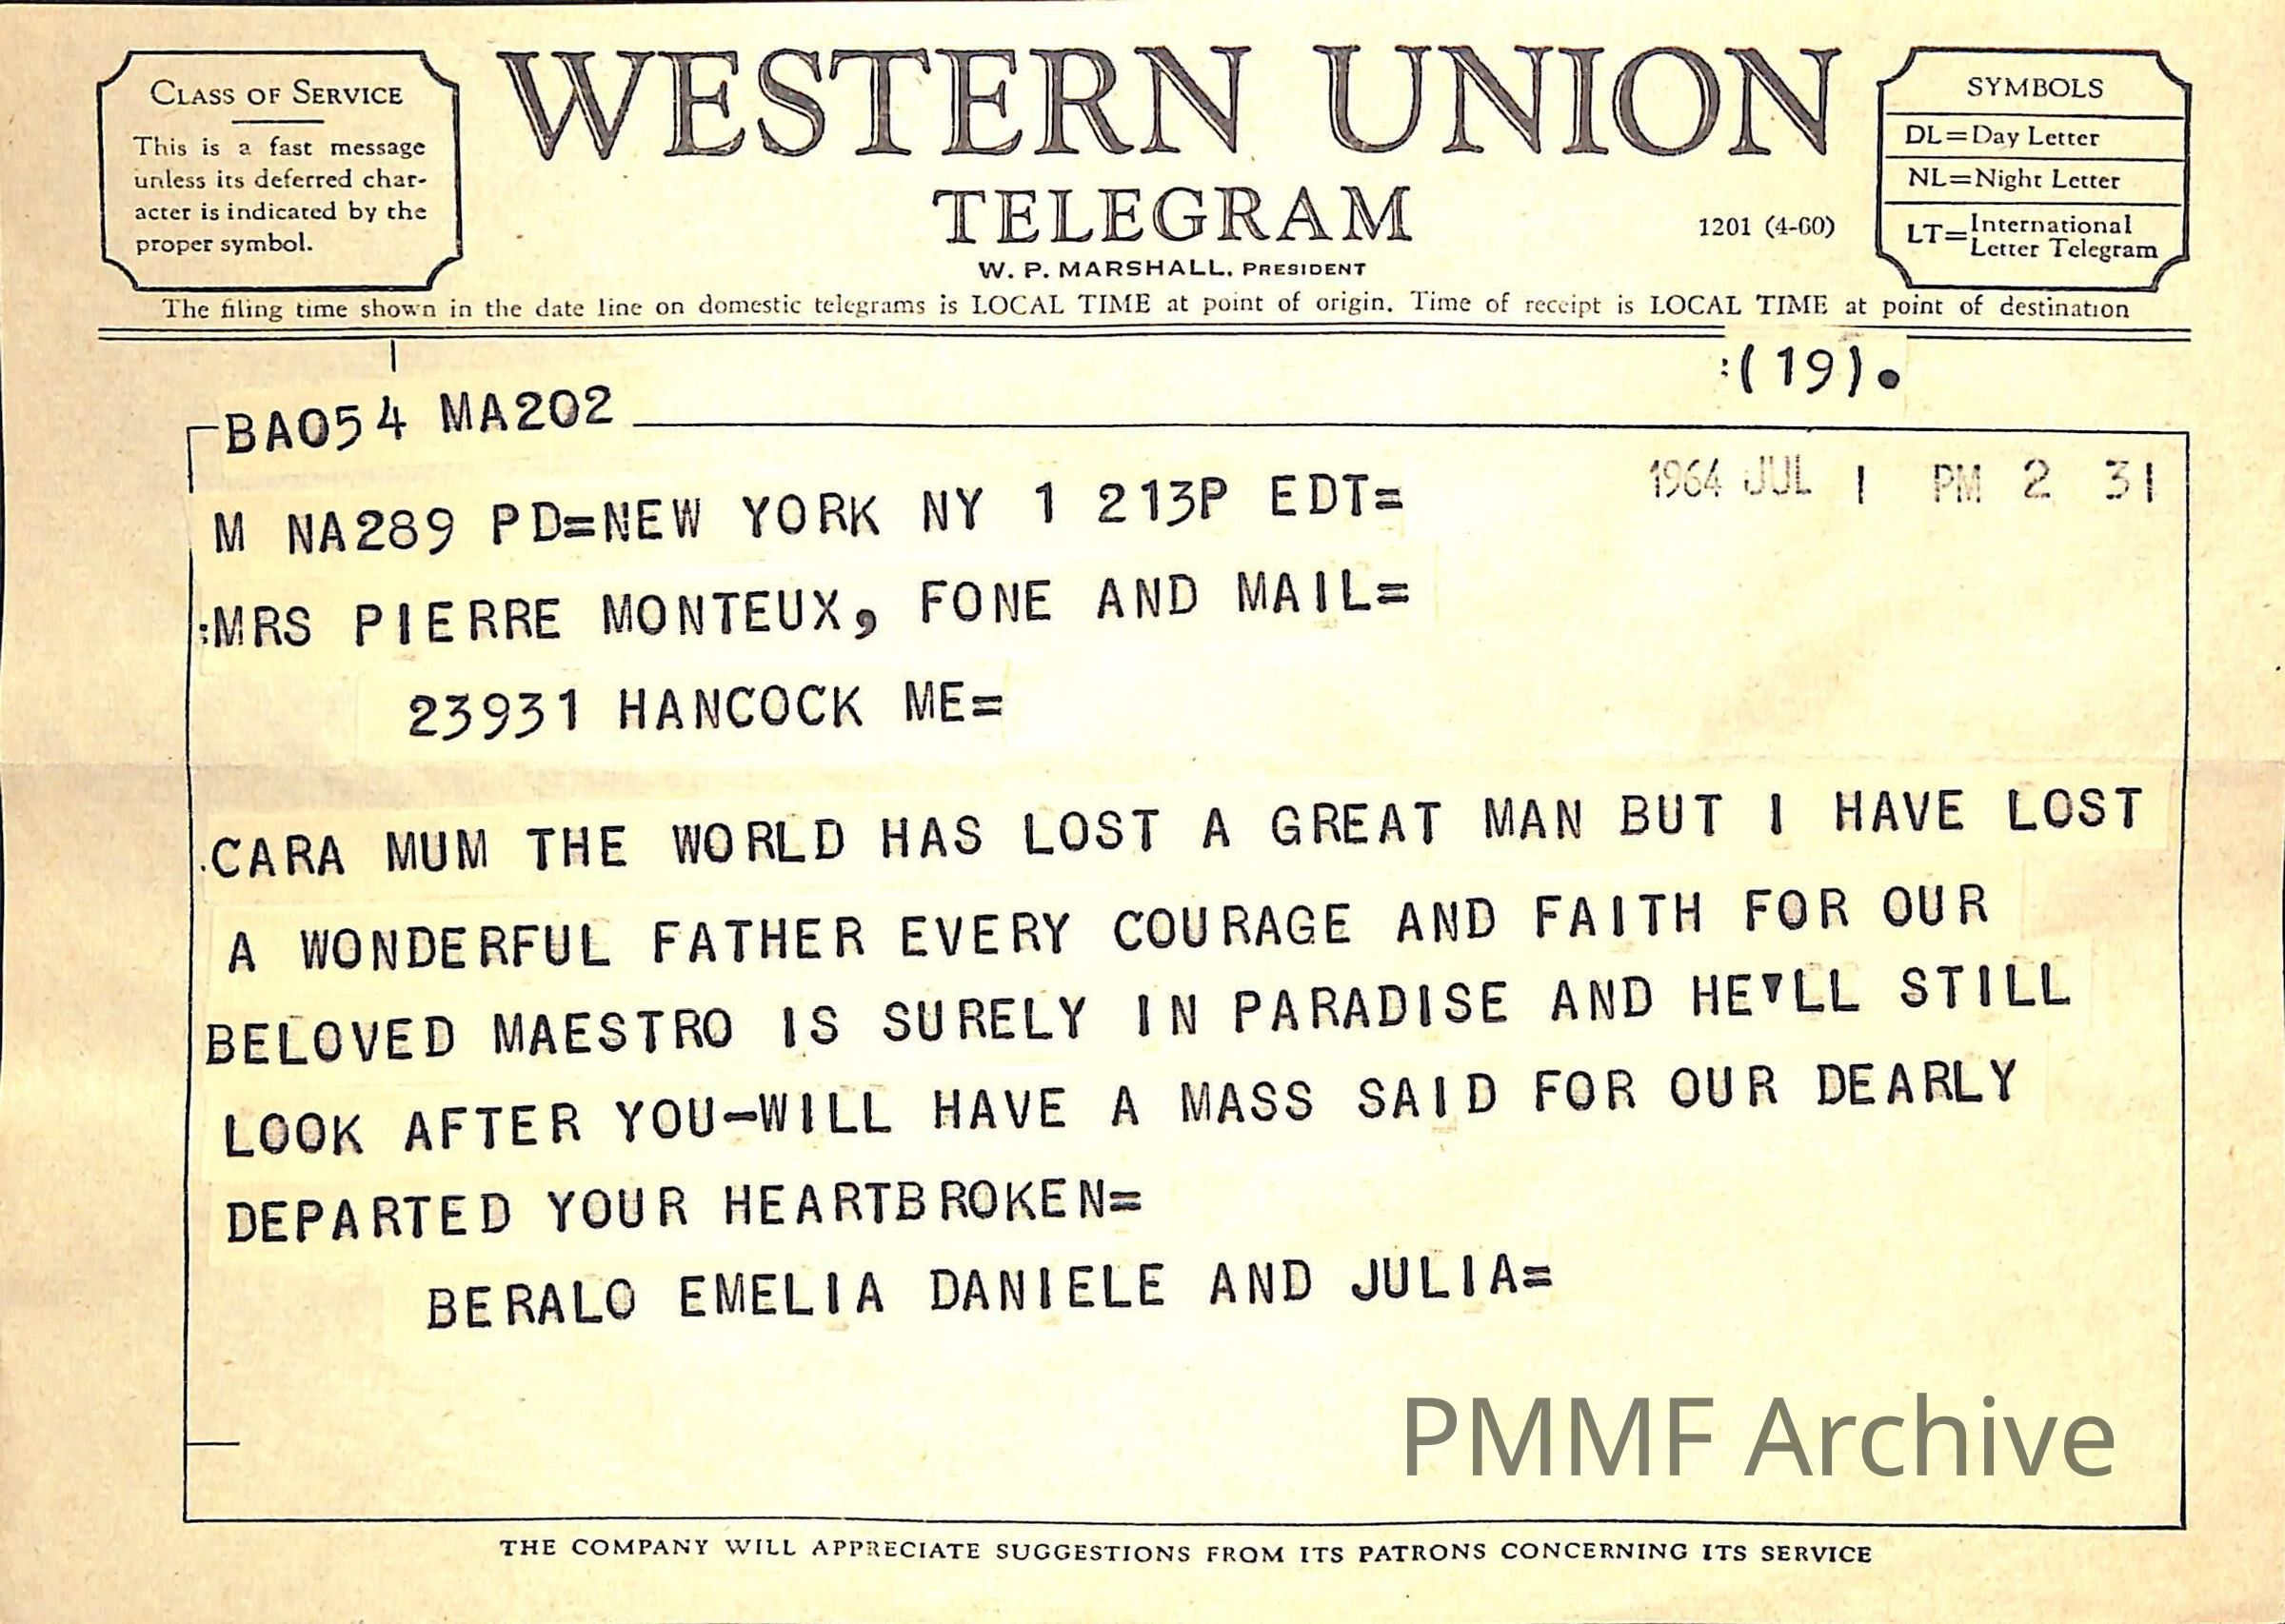 CLASS OF SERVICE
This is a fast message
unless its deferred char-
acter is indicated by the
proper symbol.
WESTERN UNION
TELEGRAM
W. P. MARSHALL, PRESIDENT
1201 (4-60)
SYMBOLS
DL=Day Letter
NL=Night Letter
LT=International Letter Telegram
The filing time shown in the date line on domestic telegrams is LOCAL TIME at point of origin. Time of receipt is LOCAL TIME at point of destination
:(19).
BA054 MA202
1964 JUL 1 PM 2 31
M NA289 PD=NEW YORK NY 1 213P EDT=
:MRS PIERRE MONTEUX, FONE AND MAIL=
23931 HANCOCK ME=
.CARA MUM THE WORLD HAS LOST A GREAT MAN BUT I HAVE LOST
A WONDERFUL FATHER EVERY COURAGE AND FAITH FOR OUR
BELOVED MAESTRO IS SURELY IN PARADISE AND HE'LL STILL
LOOK AFTER YOU-WILL HAVE A MASS SAID FOR OUR DEARLY
DEPARTED YOUR HEARTBROKEN=
BERALO EMELIA DANIELE AND JULIA=
PMMF Archive
THE COMPANY WILL APPRECIATE SUGGESTIONS FROM ITS PATRONS CONCERNING ITS SERVICE